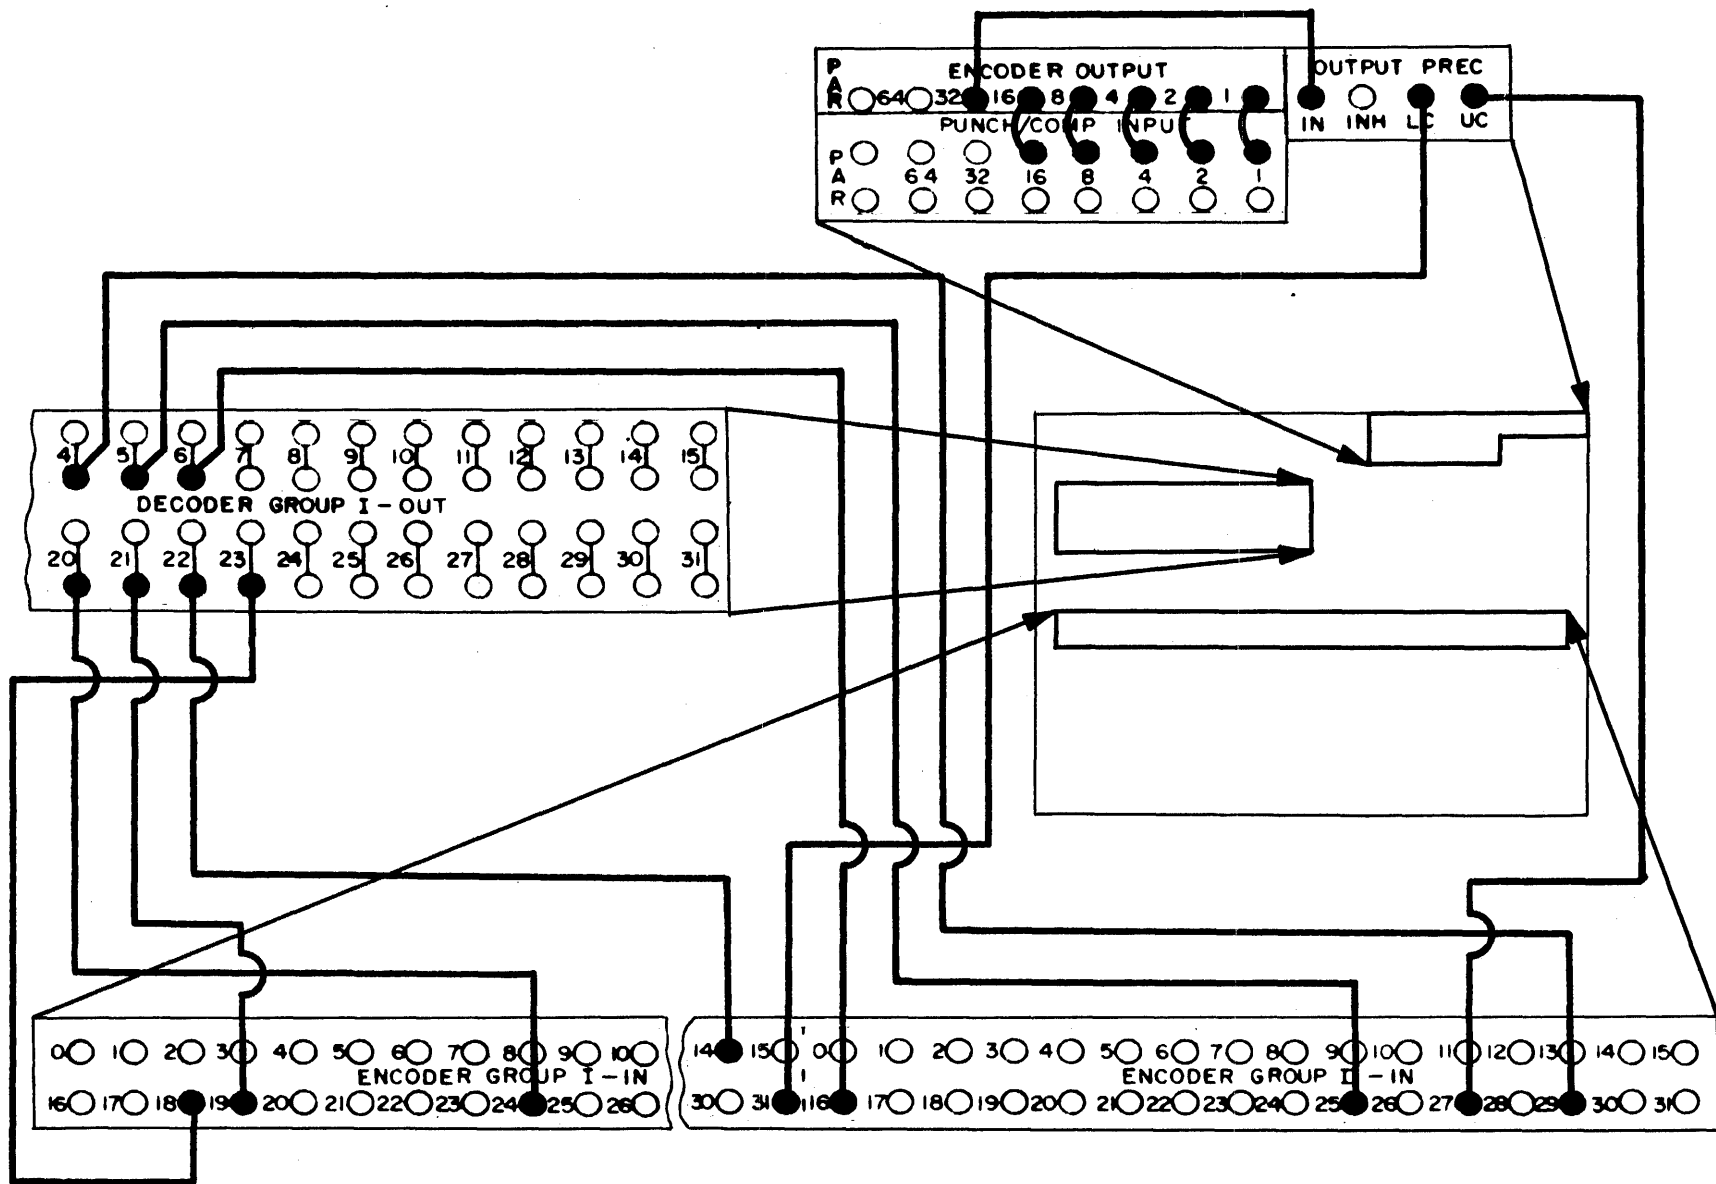 P A R 64 32 16 8 4 2 1
ENCODER OUTPUT
OUTPUT PREC
IN INH LC UC
PUNCH/COMP INPUT
P A R 64 32 16 8 4 2 1
4 5 6 7 8 9 10 11 12 13 14 15
DECODER GROUP I - OUT
20 21 22 23 24 25 26 27 28 29 30 31
0 1 2 3 4 5 6 7 8 9 10
ENCODER GROUP I - IN
16 17 18 19 20 21 22 23 24 25 26
14 15 0 1 2 3 4 5 6 7 8 9 10 11 12 13 14 15
ENCODER GROUP II - IN
30 31 16 17 18 19 20 21 22 23 24 25 26 27 28 29 30 31